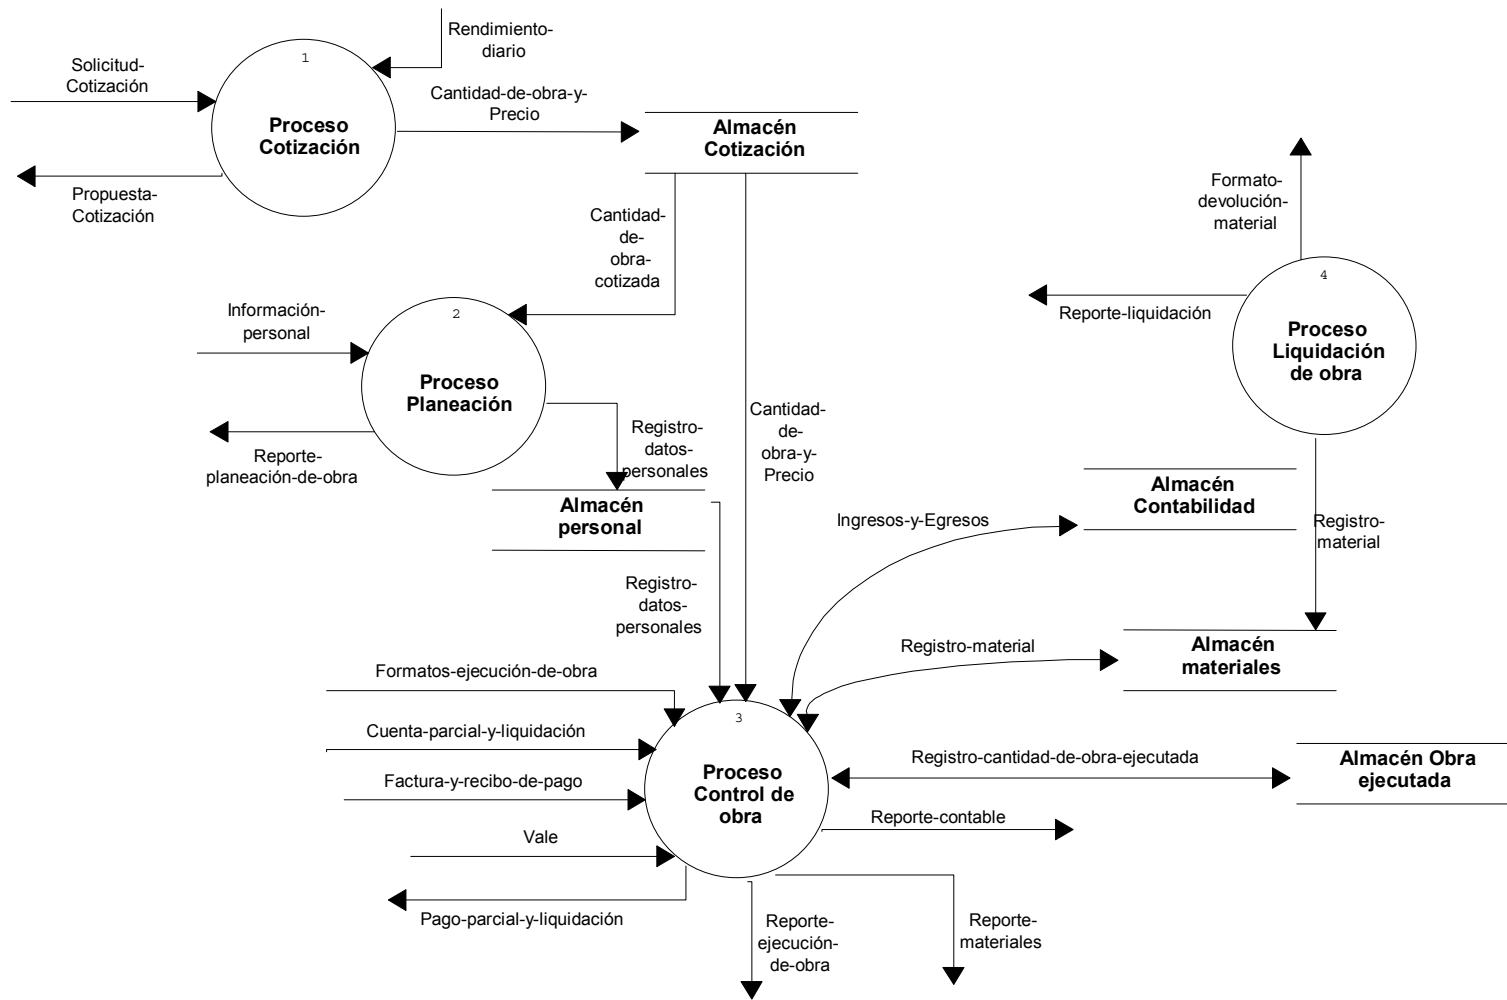 Rendimiento-
diario
1
Solicitud-
Cotización
Cantidad-de-obra-y-
Precio
Proceso
Cotización
Almacén
Cotización
Propuesta-
Cotización
Formato-
devolución-
material
Cantidad-
de-
obra-
cotizada
4
Información-
personal
2
Reporte-liquidación
Proceso
Liquidación
de obra
Proceso
Planeación
Cantidad-
de-
obra-y-
Precio
Registro-
datos-
personales
Reporte-
planeación-de-obra
Almacén
personal
Almacén
Contabilidad
Ingresos-y-Egresos
Registro-
material
Registro-
datos-
personales
Registro-material
Almacén
materiales
Formatos-ejecución-de-obra
3
Cuenta-parcial-y-liquidación
Registro-cantidad-de-obra-ejecutada
Almacén Obra
ejecutada
Factura-y-recibo-de-pago
Proceso
Control de
obra
Reporte-contable
Vale
Pago-parcial-y-liquidación
Reporte-
ejecución-
de-obra
Reporte-
materiales